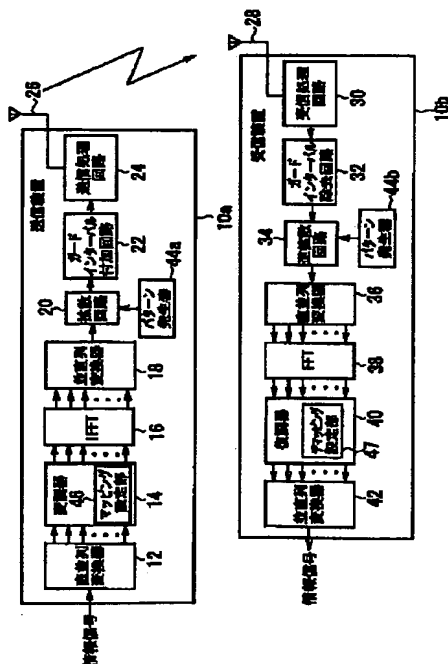 送信装置
10a
26
情報信号
直並列
変換器
12
変調器
46
マッピング
設定部
14
IFFT
16
並直列変換器
18
拡散
回路
20
パターン
発生器
44a
ガード
インターバル
付加回路
22
送信処理
回路
24
受信装置
10b
28
受信処理
回路
30
ガード
インターバル
除去回路
32
逆拡散
回路
34
パターン
発生器
44b
直並列変換器
36
FFT
38
復調器
デマッピング
設定部
47
40
並直列
変換器
42
情報信号